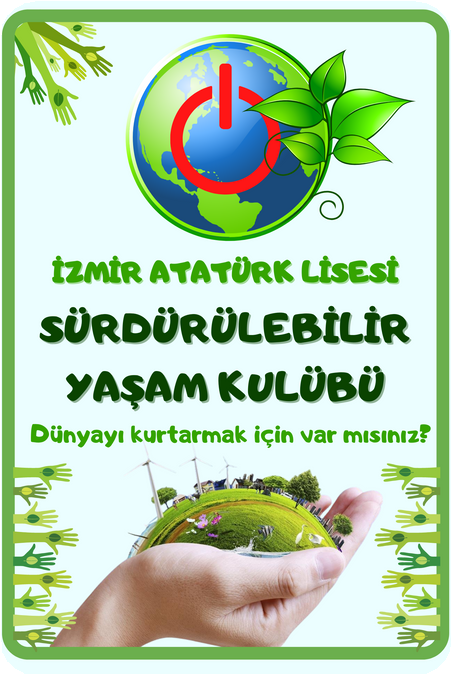 İZMİR ATATÜRK LİSESİ
SÜRDÜRÜLEBİLİR
YAŞAM KULÜBÜ
Dünyayı kurtarmak için var mısınız?